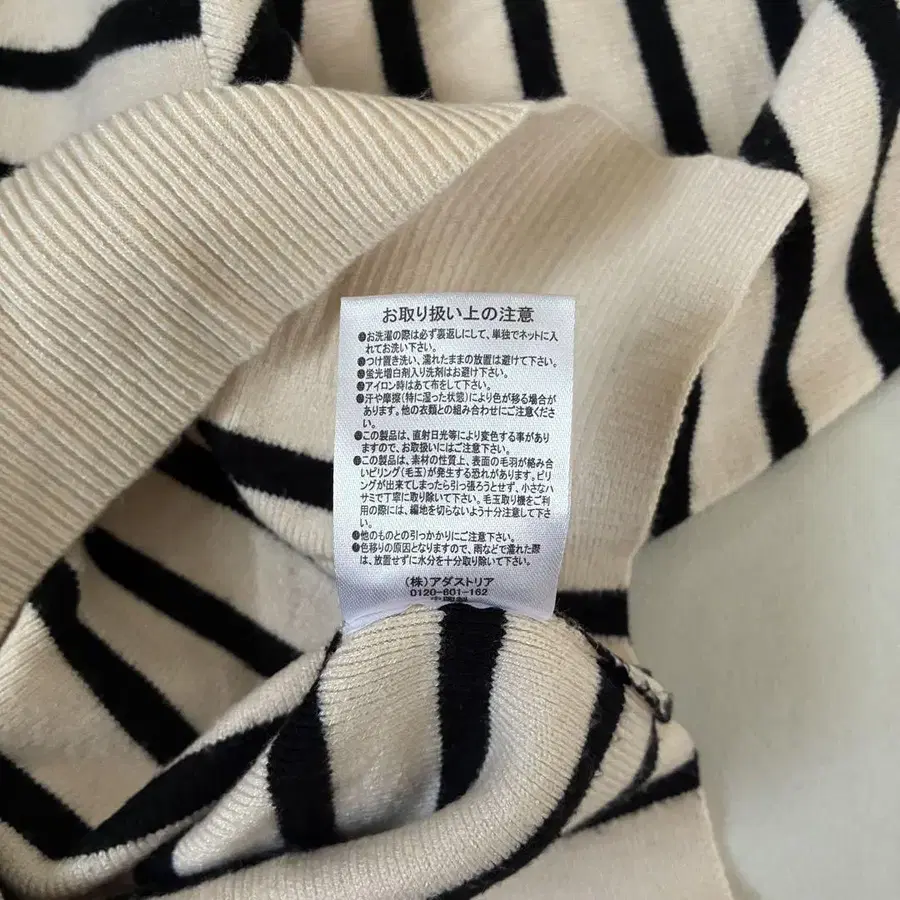 お取り扱い上の注意
●お洗濯の際は必ず裏返しにして、単独でネットに入
れてお洗い下さい。
●つけ置き洗い、濡れたままの放置は避けて下さい。
●蛍光増白剤入り洗剤はお避け下さい。
●アイロン時はあて布をして下さい。
●汗や摩擦(特に湿った状態)により色が移る場合が
あります。他の衣類との組み合わせにご注意くださ
い。
●この製品は、直射日光等により変色する事があり
ますので、お取扱いにはご注意下さい。
●この製品は、素材の性質上、表面の毛羽が絡み合
いピリング(毛玉)が発生する恐れがあります。ピリ
ングが出来てしまったら引っ張ろうとせず、小さなハ
サミで丁寧に取り除いて下さい。毛玉取り機をご利
用の際には、編地を切らないよう十分注意して下さ
い。
●他のものとの引っかかりにご注意下さい。
●色移りの原因となりますので、雨などで濡れた際
は、放置せずに水分を十分取り除いて下さい。
(株)アダストリア
0120-601-162
中国製